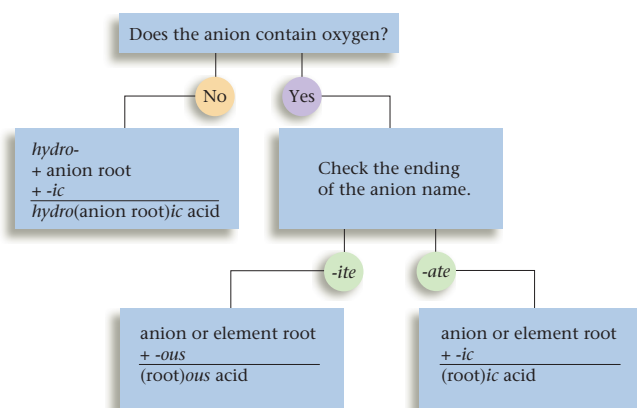 Does the anion contain oxygen?
No
Yes
hydro-
+ anion root
+ -ic
hydro(anion root)ic acid
Check the ending
of the anion name.
-ite
-ate
anion or element root
+ -ous
(root)ous acid
anion or element root
+ -ic
(root)ic acid